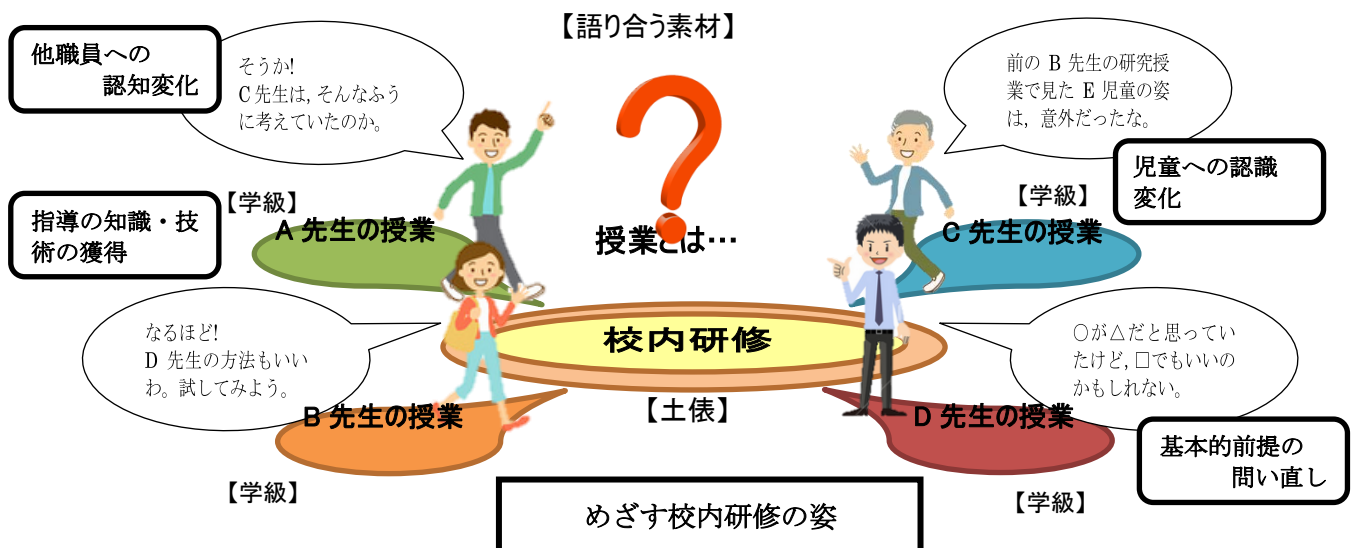 【語り合う素材】
他職員への
認知変化
そうか!
C先生は,そんなふう
に考えていたのか。
前の B 先生の研究授
業で見た E 児童の姿
は, 意外だったな。
児童への認識
変化
【学級】
【学級】
指導の知識・技
術の獲得
A 先生の授業
授業とは…
C 先生の授業
なるほど!
D 先生の方法もいい
わ。試してみよう。
校内研修
○が△だと思ってい
たけど,□でもいいの
かもしれない。
B 先生の授業
【土俵】
D 先生の授業
基本的前提の
問い直し
【学級】
【学級】
めざす校内研修の姿